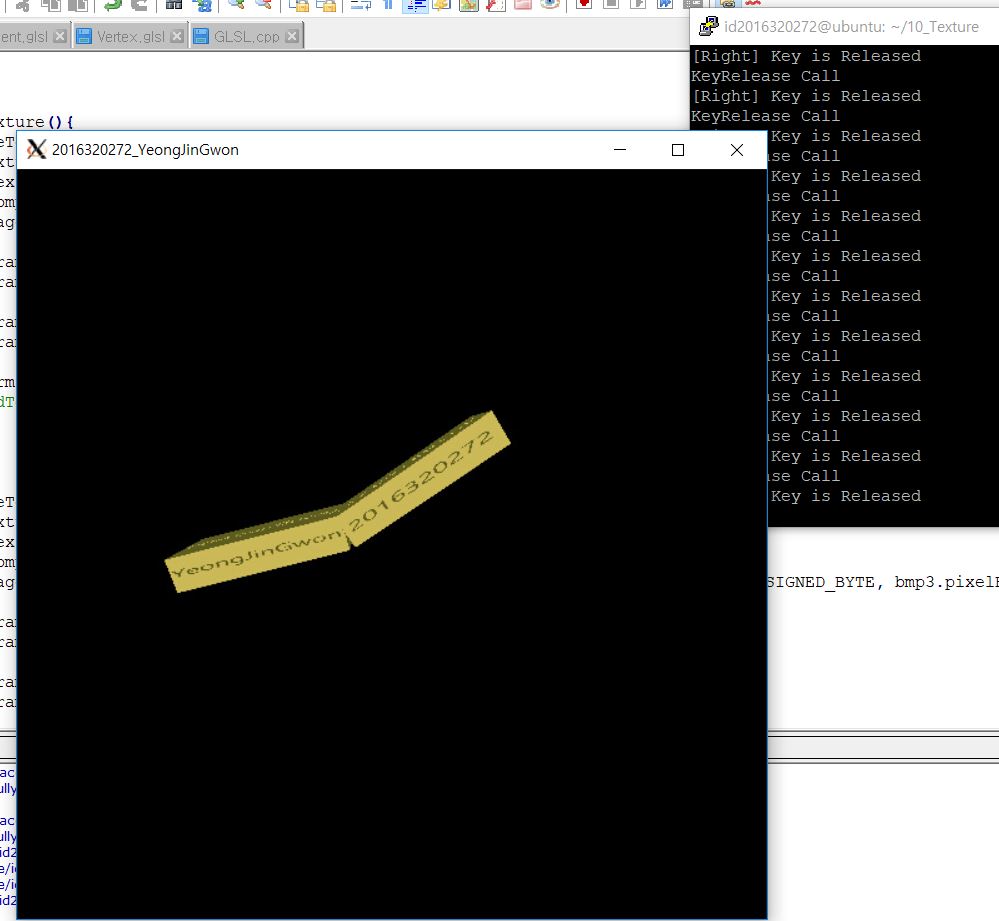 ent.glsl
Vertex.glsl
GLSL.cpp
id2016320272@ubuntu: ~/10_Texture
[Right] Key is Released
KeyRelease Call
[Right] Key is Released
KeyRelease Call
Key is Released
se Call
Key is Released
se Call
Key is Released
se Call
Key is Released
se Call
Key is Released
se Call
Key is Released
se Call
Key is Released
se Call
Key is Released
se Call
Key is Released
se Call
Key is Released
xture(){
2016320272_YeongJinGwon
YeongJinGwon
2016320272
SIGNED_BYTE, bmp3.pixel